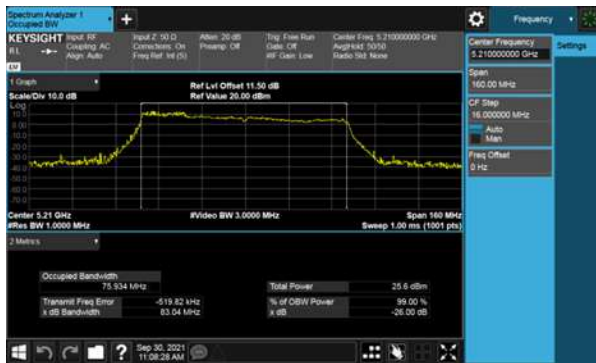 Spectrum Analyzer 1
Occupied BW
+
Frequency
KEYSIGHT
RL
Input: RF
Coupling: AC
Align: Auto
Input Z: 50 Ω
Corrections: On
Freq Ref: Int (S)
Atten: 20 dB
Preamp: Off
Trig: Free Run
Gate: Off
#IF Gain: Low
Center Freq: 5.210000000 GHz
Avg|Hold: 50/50
Radio Std: None
LM
1 Graph
Scale/Div 10.0 dB
Ref Lvl Offset 11.50 dB
Ref Value 20.00 dBm
Log
10.0
0.00
-10.0
-20.0
-30.0
-40.0
-50.0
-60.0
-70.0
Center 5.21 GHz
#Res BW 1.0000 MHz
#Video BW 3.0000 MHz
Span 160 MHz
Sweep 1.00 ms (1001 pts)
2 Metrics
Occupied Bandwidth
75.934 MHz
Transmit Freq Error -519.82 kHz
x dB Bandwidth 83.04 MHz
Total Power 25.6 dBm
% of OBW Power 99.00 %
x dB -26.00 dB
Center Frequency
5.210000000 GHz
Span
160.00 MHz
CF Step
16.000000 MHz
Auto
Man
Freq Offset
0 Hz
Settings
?
Sep 30, 2021
11:08:28 AM